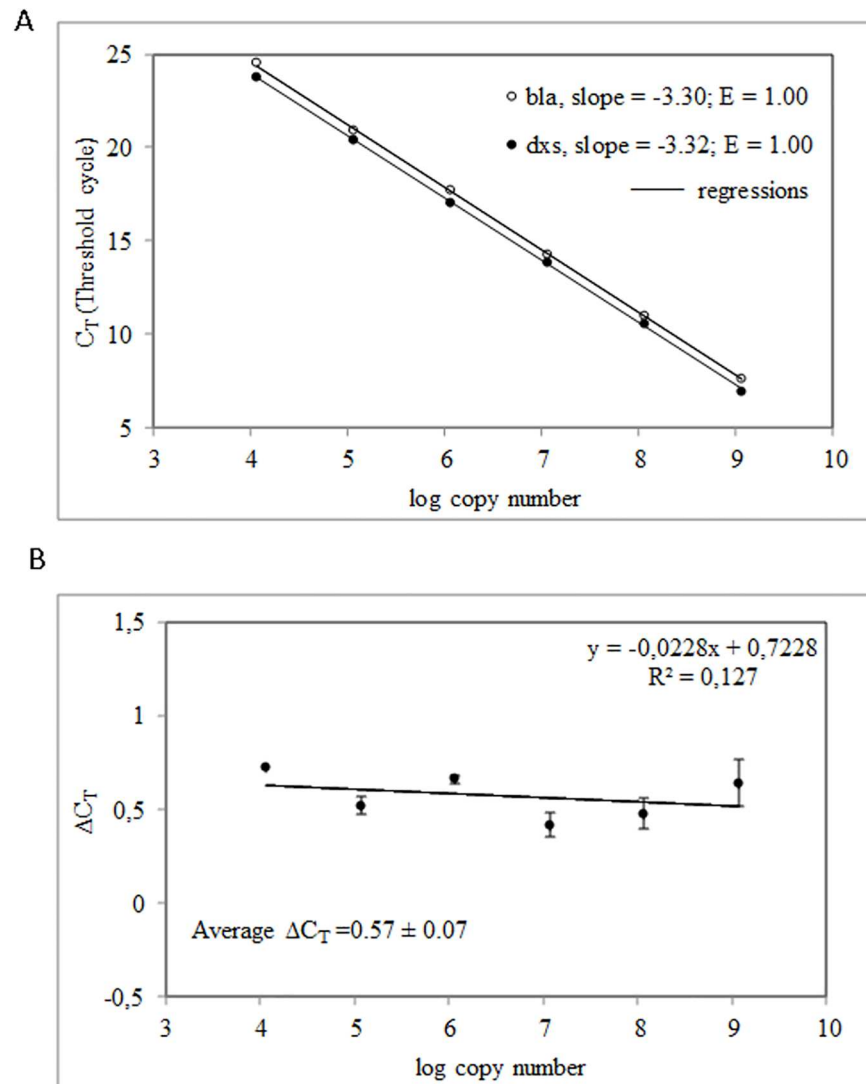 A
25
20
15
10
5
C_T (Threshold cycle)
bla, slope = -3.30; E = 1.00
dxs, slope = -3.32; E = 1.00
regressions
3 4 5 6 7 8 9 10
log copy number
B
1,5
1
0,5
0
-0,5
ΔC_T
y = -0,0228x + 0,7228
R² = 0,127
Average ΔC_T =0.57 ± 0.07
3 4 5 6 7 8 9 10
log copy number